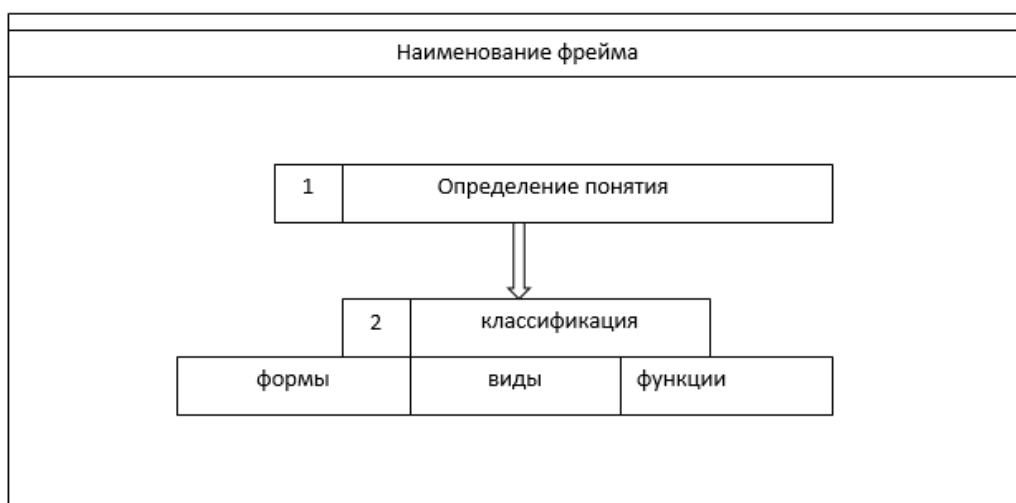 Наименование фрейма
1 Определение понятия
2 классификация
формы виды функции